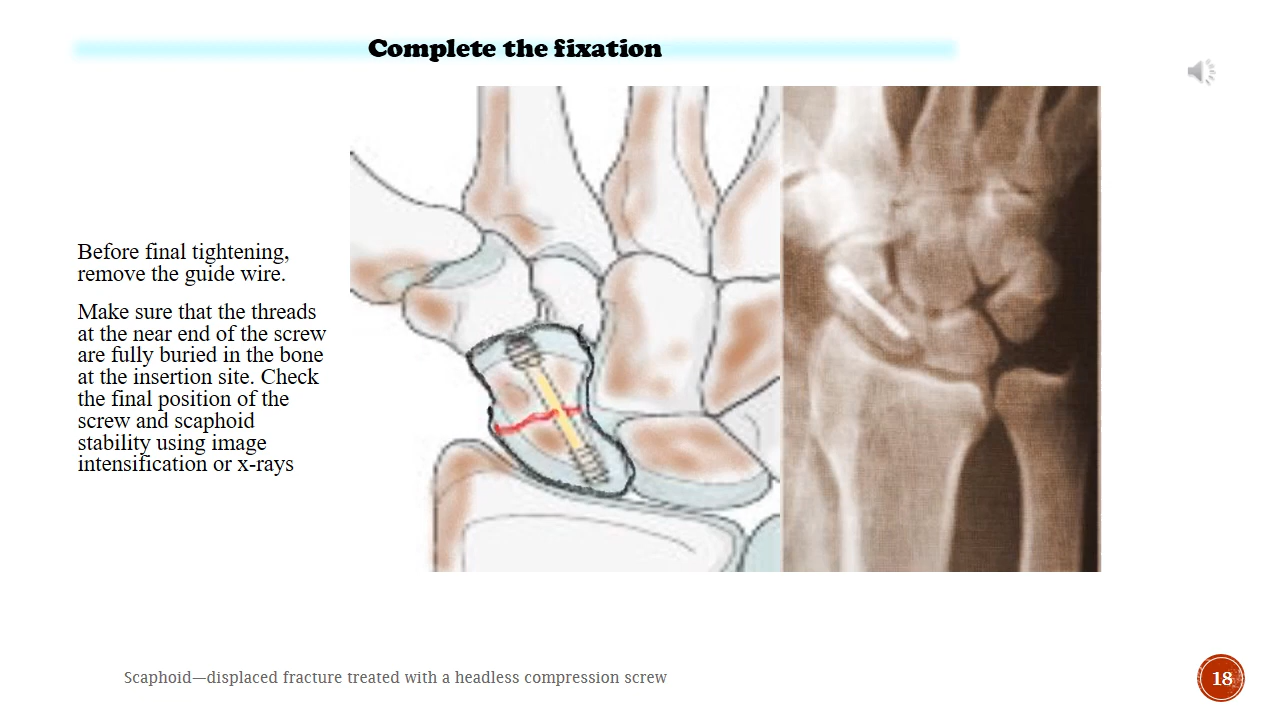 Complete the fixation
Before final tightening,
remove the guide wire.
Make sure that the threads
at the near end of the screw
are fully buried in the bone
at the insertion site. Check
the final position of the
screw and scaphoid
stability using image
intensification or x-rays
Scaphoid—displaced fracture treated with a headless compression screw
18